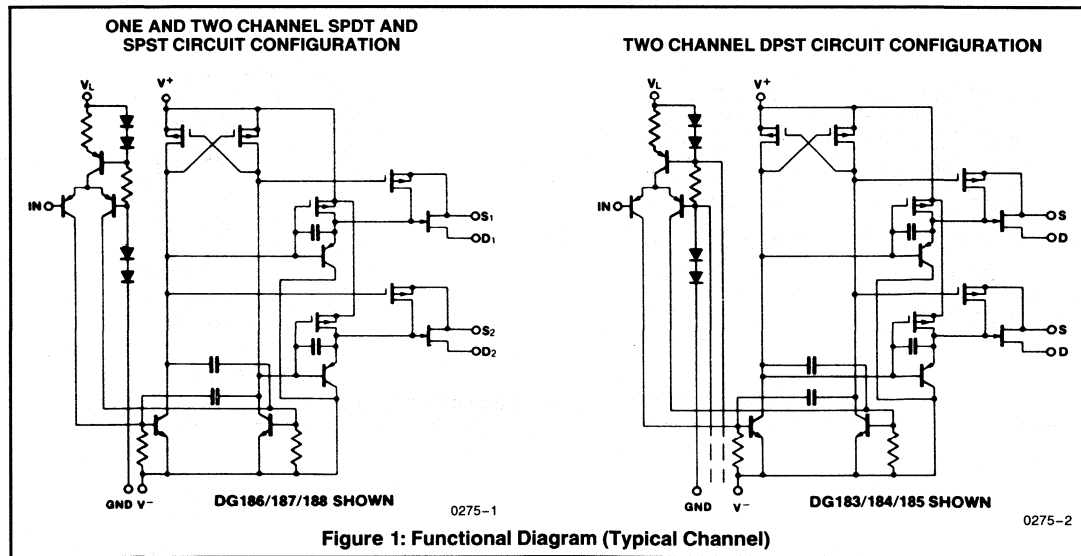 ONE AND TWO CHANNEL SPDT AND
SPST CIRCUIT CONFIGURATION
VL
V+
IN
S1
D1
S2
D2
GND
V−
DG186/187/188 SHOWN
0275-1
TWO CHANNEL DPST CIRCUIT CONFIGURATION
VL
V+
IN
S
D
S
D
GND
V−
DG183/184/185 SHOWN
0275-2
Figure 1: Functional Diagram (Typical Channel)